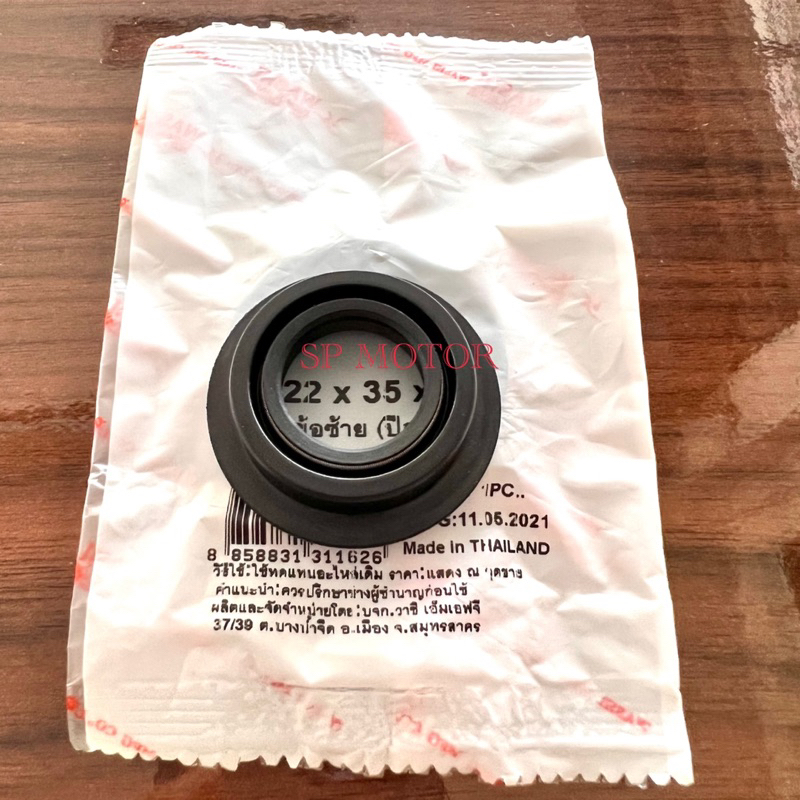 SP MOTOR
22 x 35 x
ข้อซ้าย (ปี
/PC..
G:11.05.2021
8 858831 311626
Made in THAILAND
วิธีใช้:ใช้ทดแทนอะไหล่เดิม ราคา:แสดง ณ จุดขาย
คำแนะนำ:ควรปรึกษาช่างผู้ชำนาญก่อนใช้
ผลิตและจัดจำหน่ายโดย: บจก.วาชิ เอ็มเอฟจี
37/39 ต.บางน้ำจืด อ.เมือง จ.สมุทรสาคร